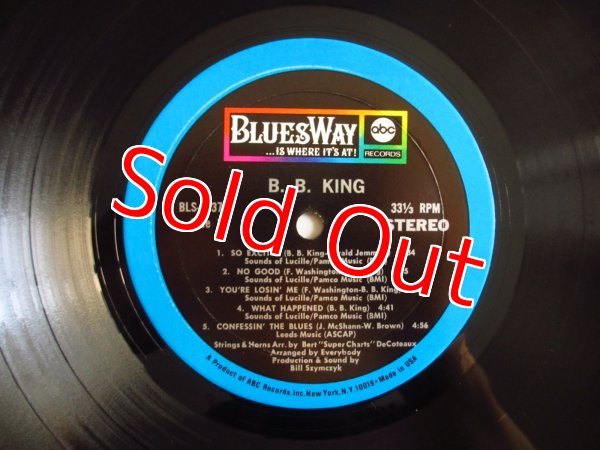 BLUESWAY
...IS WHERE IT'S AT!
abc
RECORDS
B. B. KING
BLS 37
33⅓ RPM
STEREO
Sold Out
1. SO (B. B. King- Jemm
Sounds of Lucille/Pamco Music
2. NO GOOD (F. Washington-
Sounds of Lucille/Pamco Music (BMI)
3. YOU'RE LOSIN' ME (F. Washington-B. B. King)
Sounds of Lucille/Pamco Music (BMI)
4. WHAT HAPPENED (B. B. King) 4:41
Sounds of Lucille/Pamco Music (BMI)
5. CONFESSIN' THE BLUES (J. McShann-W. Brown) 4:56
Leeds Music (ASCAP)
Strings & Horns Arr. by Bert "Super Charts" DeCoteaux
Arranged by Everybody
Production & Sound by
Bill Szymczyk
A Product of ABC Records, Inc. New York, N.Y. 10019 • Made in USA